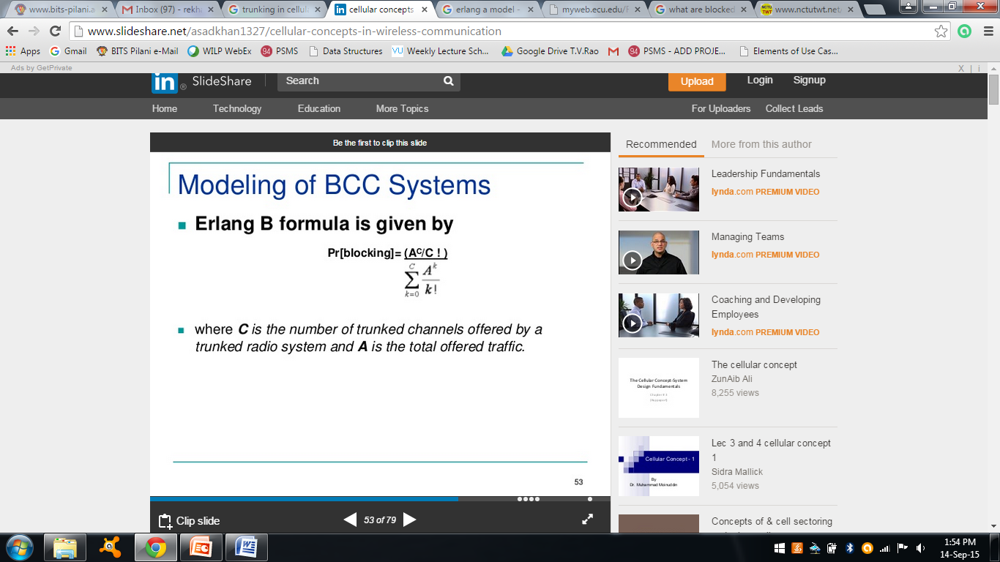 www.bits-pilani.a
Inbox (97) - rekha
trunking in cellul
cellular concepts
erlang a model -
myweb.ecu.edu/
what are blocked
www.nctutwt.net/
www.slideshare.net/asadkhan1327/cellular-concepts-in-wireless-communication
Apps Gmail BITS Pilani e-Mail WILP WebEx 94 PSMS Data Structures VU Weekly Lecture Sch... Google Drive T.V.Rao 94 PSMS - ADD PROJE... Elements of Use Cas...
Ads by GetPrivate X | i
in ® SlideShare Search Upload Login Signup
Home Technology Education More Topics For Uploaders Collect Leads
Be the first to clip this slide
Modeling of BCC Systems
Erlang B formula is given by
Pr[blocking]= (A^C/C ! )
C A^k
∑
k=0 k!
where C is the number of trunked channels offered by a
trunked radio system and A is the total offered traffic.
53
Clip slide 53 of 79
Recommended More from this author
Leadership Fundamentals
lynda.com PREMIUM VIDEO
Managing Teams
lynda.com PREMIUM VIDEO
Coaching and Developing
Employees
lynda.com PREMIUM VIDEO
The Cellular Concept-System
Design Fundamentals
The cellular concept
ZunAib Ali
8,255 views
Cellular Concept - 1
By
Dr. Muhammad Moinuddin
Lec 3 and 4 cellular concept
1
Sidra Mallick
5,054 views
Concepts of & cell sectoring
1:54 PM
14-Sep-15